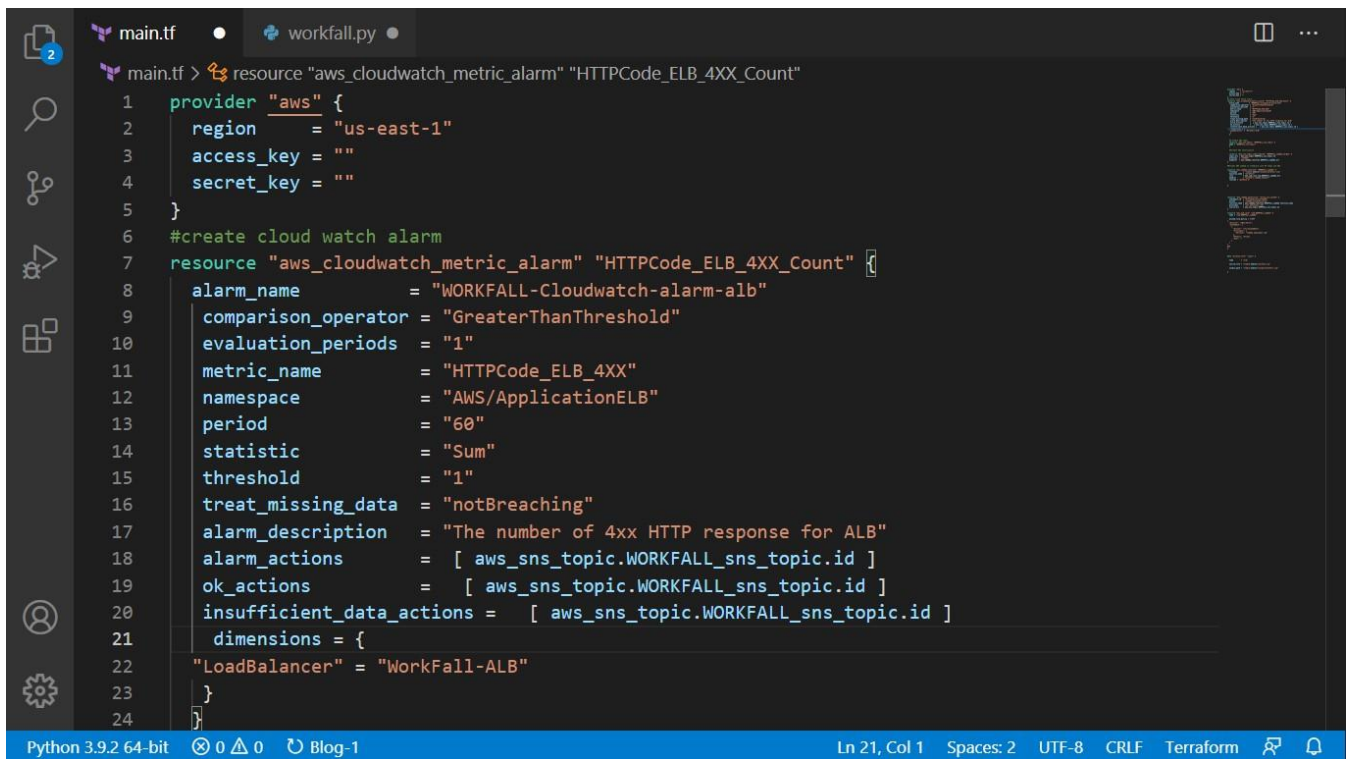 2
main.tf ● workfall.py ●
main.tf > resource "aws_cloudwatch_metric_alarm" "HTTPCode_ELB_4XX_Count"
1 provider "aws" {
2 region = "us-east-1"
3 access_key = ""
4 secret_key = ""
5 }
6 #create cloud watch alarm
7 resource "aws_cloudwatch_metric_alarm" "HTTPCode_ELB_4XX_Count" {
8 alarm_name = "WORKFALL-Cloudwatch-alarm-alb"
9 comparison_operator = "GreaterThanThreshold"
10 evaluation_periods = "1"
11 metric_name = "HTTPCode_ELB_4XX"
12 namespace = "AWS/ApplicationELB"
13 period = "60"
14 statistic = "Sum"
15 threshold = "1"
16 treat_missing_data = "notBreaching"
17 alarm_description = "The number of 4xx HTTP response for ALB"
18 alarm_actions = [ aws_sns_topic.WORKFALL_sns_topic.id ]
19 ok_actions = [ aws_sns_topic.WORKFALL_sns_topic.id ]
20 insufficient_data_actions = [ aws_sns_topic.WORKFALL_sns_topic.id ]
21 dimensions = {
22 "LoadBalancer" = "WorkFall-ALB"
23 }
24 }
Python 3.9.2 64-bit 0 0 Blog-1 Ln 21, Col 1 Spaces: 2 UTF-8 CRLF Terraform